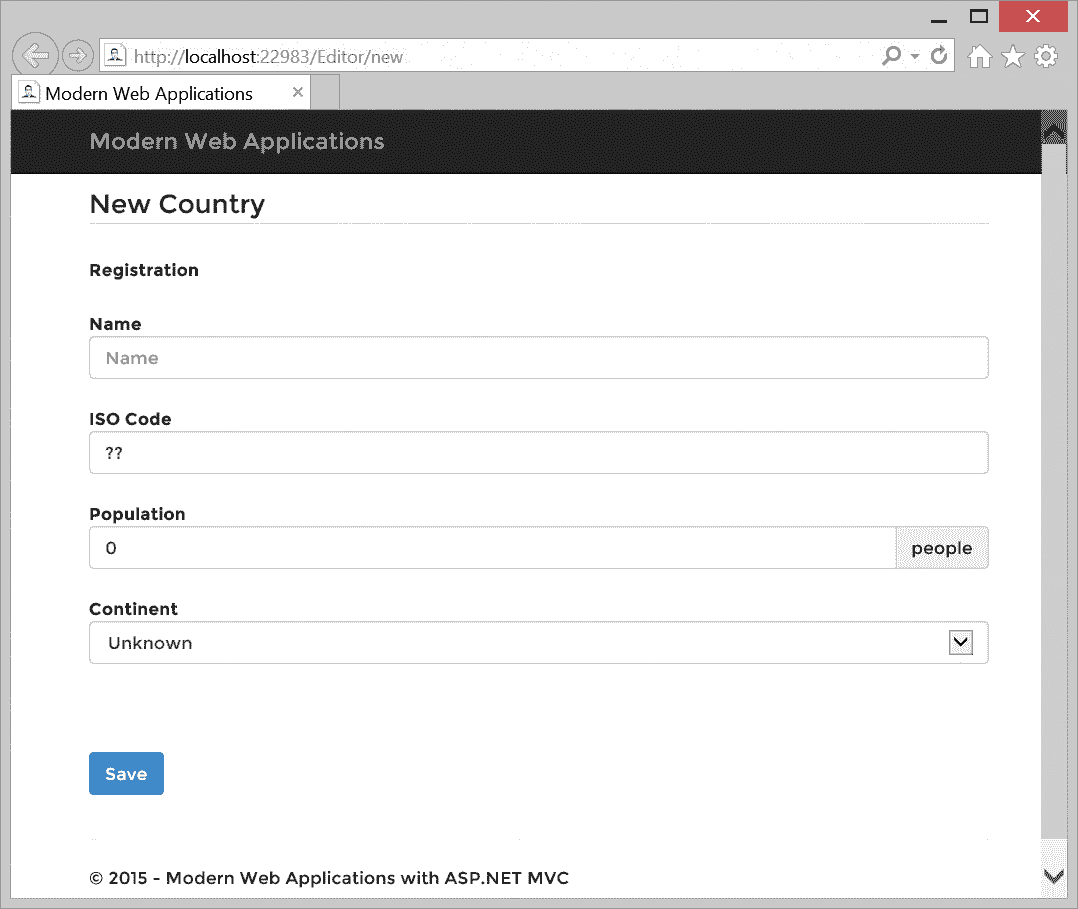 http://localhost:22983/Editor/new
Modern Web Applications
Modern Web Applications
New Country
Registration
Name
Name
ISO Code
??
Population
0 people
Continent
Unknown
Save
© 2015 - Modern Web Applications with ASP.NET MVC